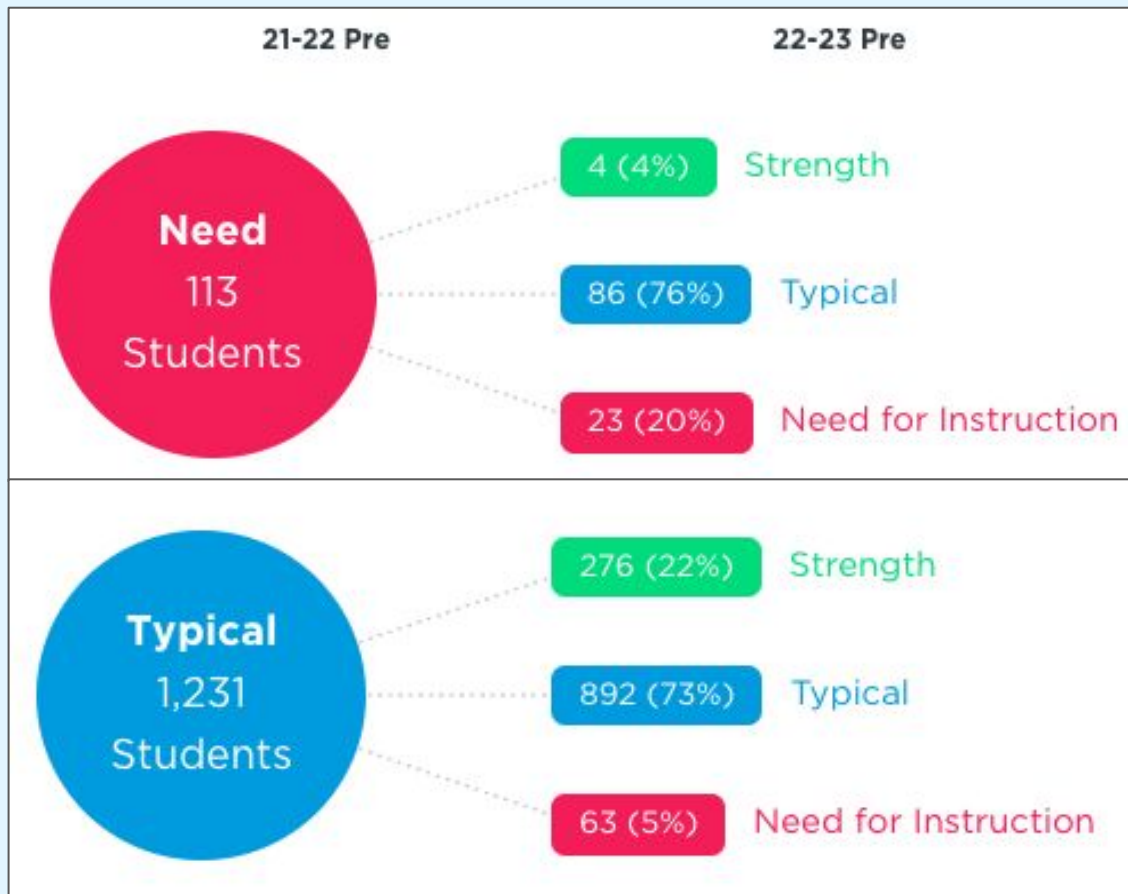 21-22 Pre
22-23 Pre
Need
113
Students
4 (4%)
Strength
86 (76%)
Typical
23 (20%)
Need for Instruction
Typical
1,231
Students
276 (22%)
Strength
892 (73%)
Typical
63 (5%)
Need for Instruction